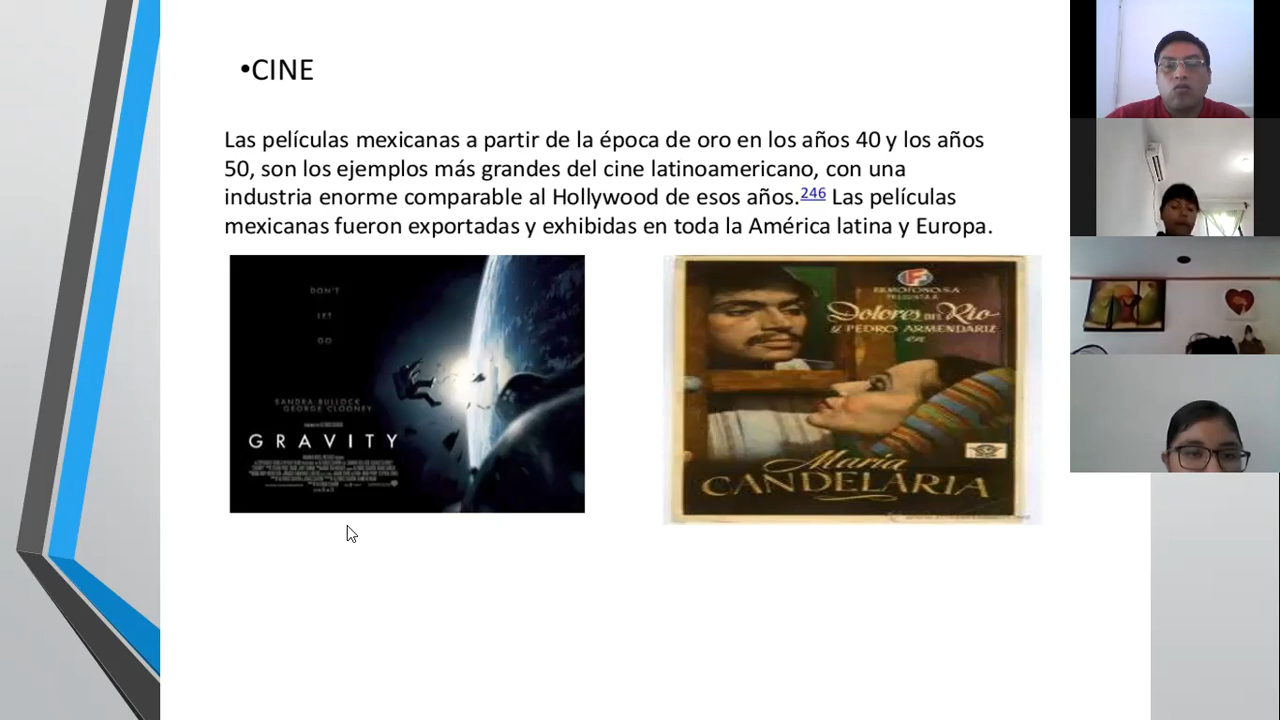 •CINE
Las películas mexicanas a partir de la época de oro en los años 40 y los años
50, son los ejemplos más grandes del cine latinoamericano, con una
industria enorme comparable al Hollywood de esos años.246 Las películas
mexicanas fueron exportadas y exhibidas en toda la América latina y Europa.
DON'T
LET
GO
SANDRA BULLOCK
GEORGE CLOONEY
GRAVITY
FILMOFONO S.A.
PRESENTA A
Dolores DEL Rio
Y PEDRO ARMENDARIZ
en
Maria
CANDELARIA